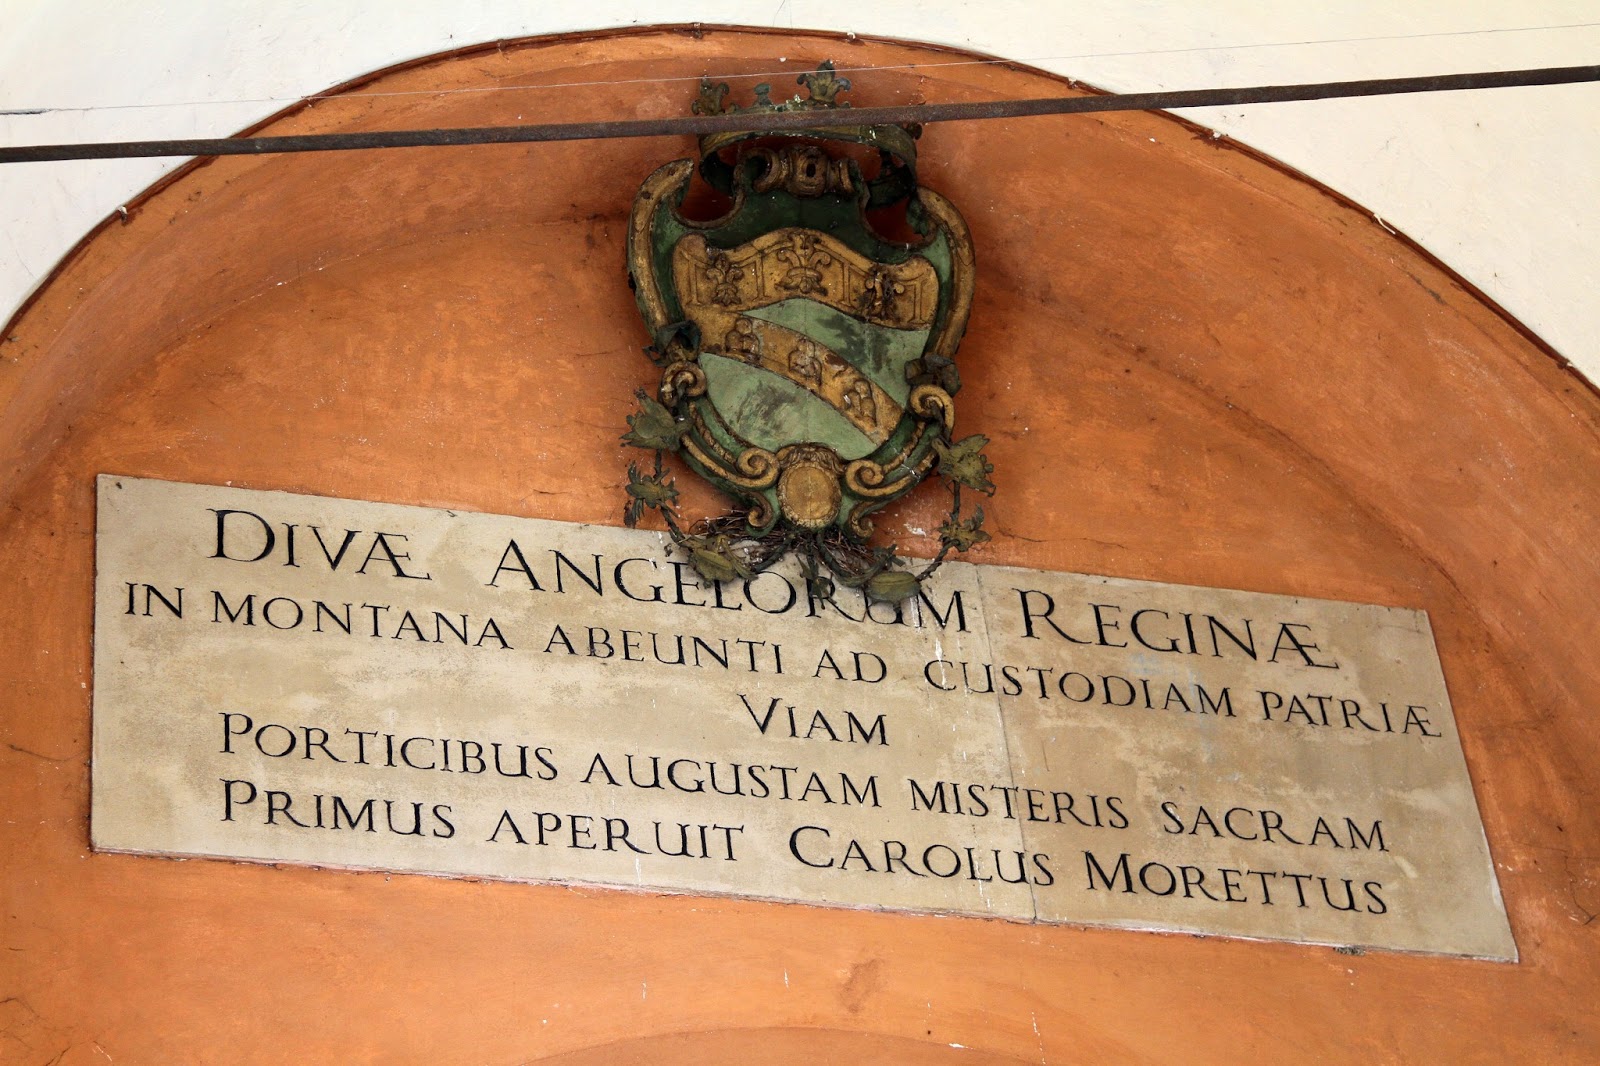 DIVÆ ANGELORUM REGINÆ
IN MONTANA ABEUNTI AD CUSTODIAM PATRIÆ
VIAM
PORTICIBUS AUGUSTAM MISTERIS SACRAM
PRIMUS APERUIT CAROLUS MORETTUS